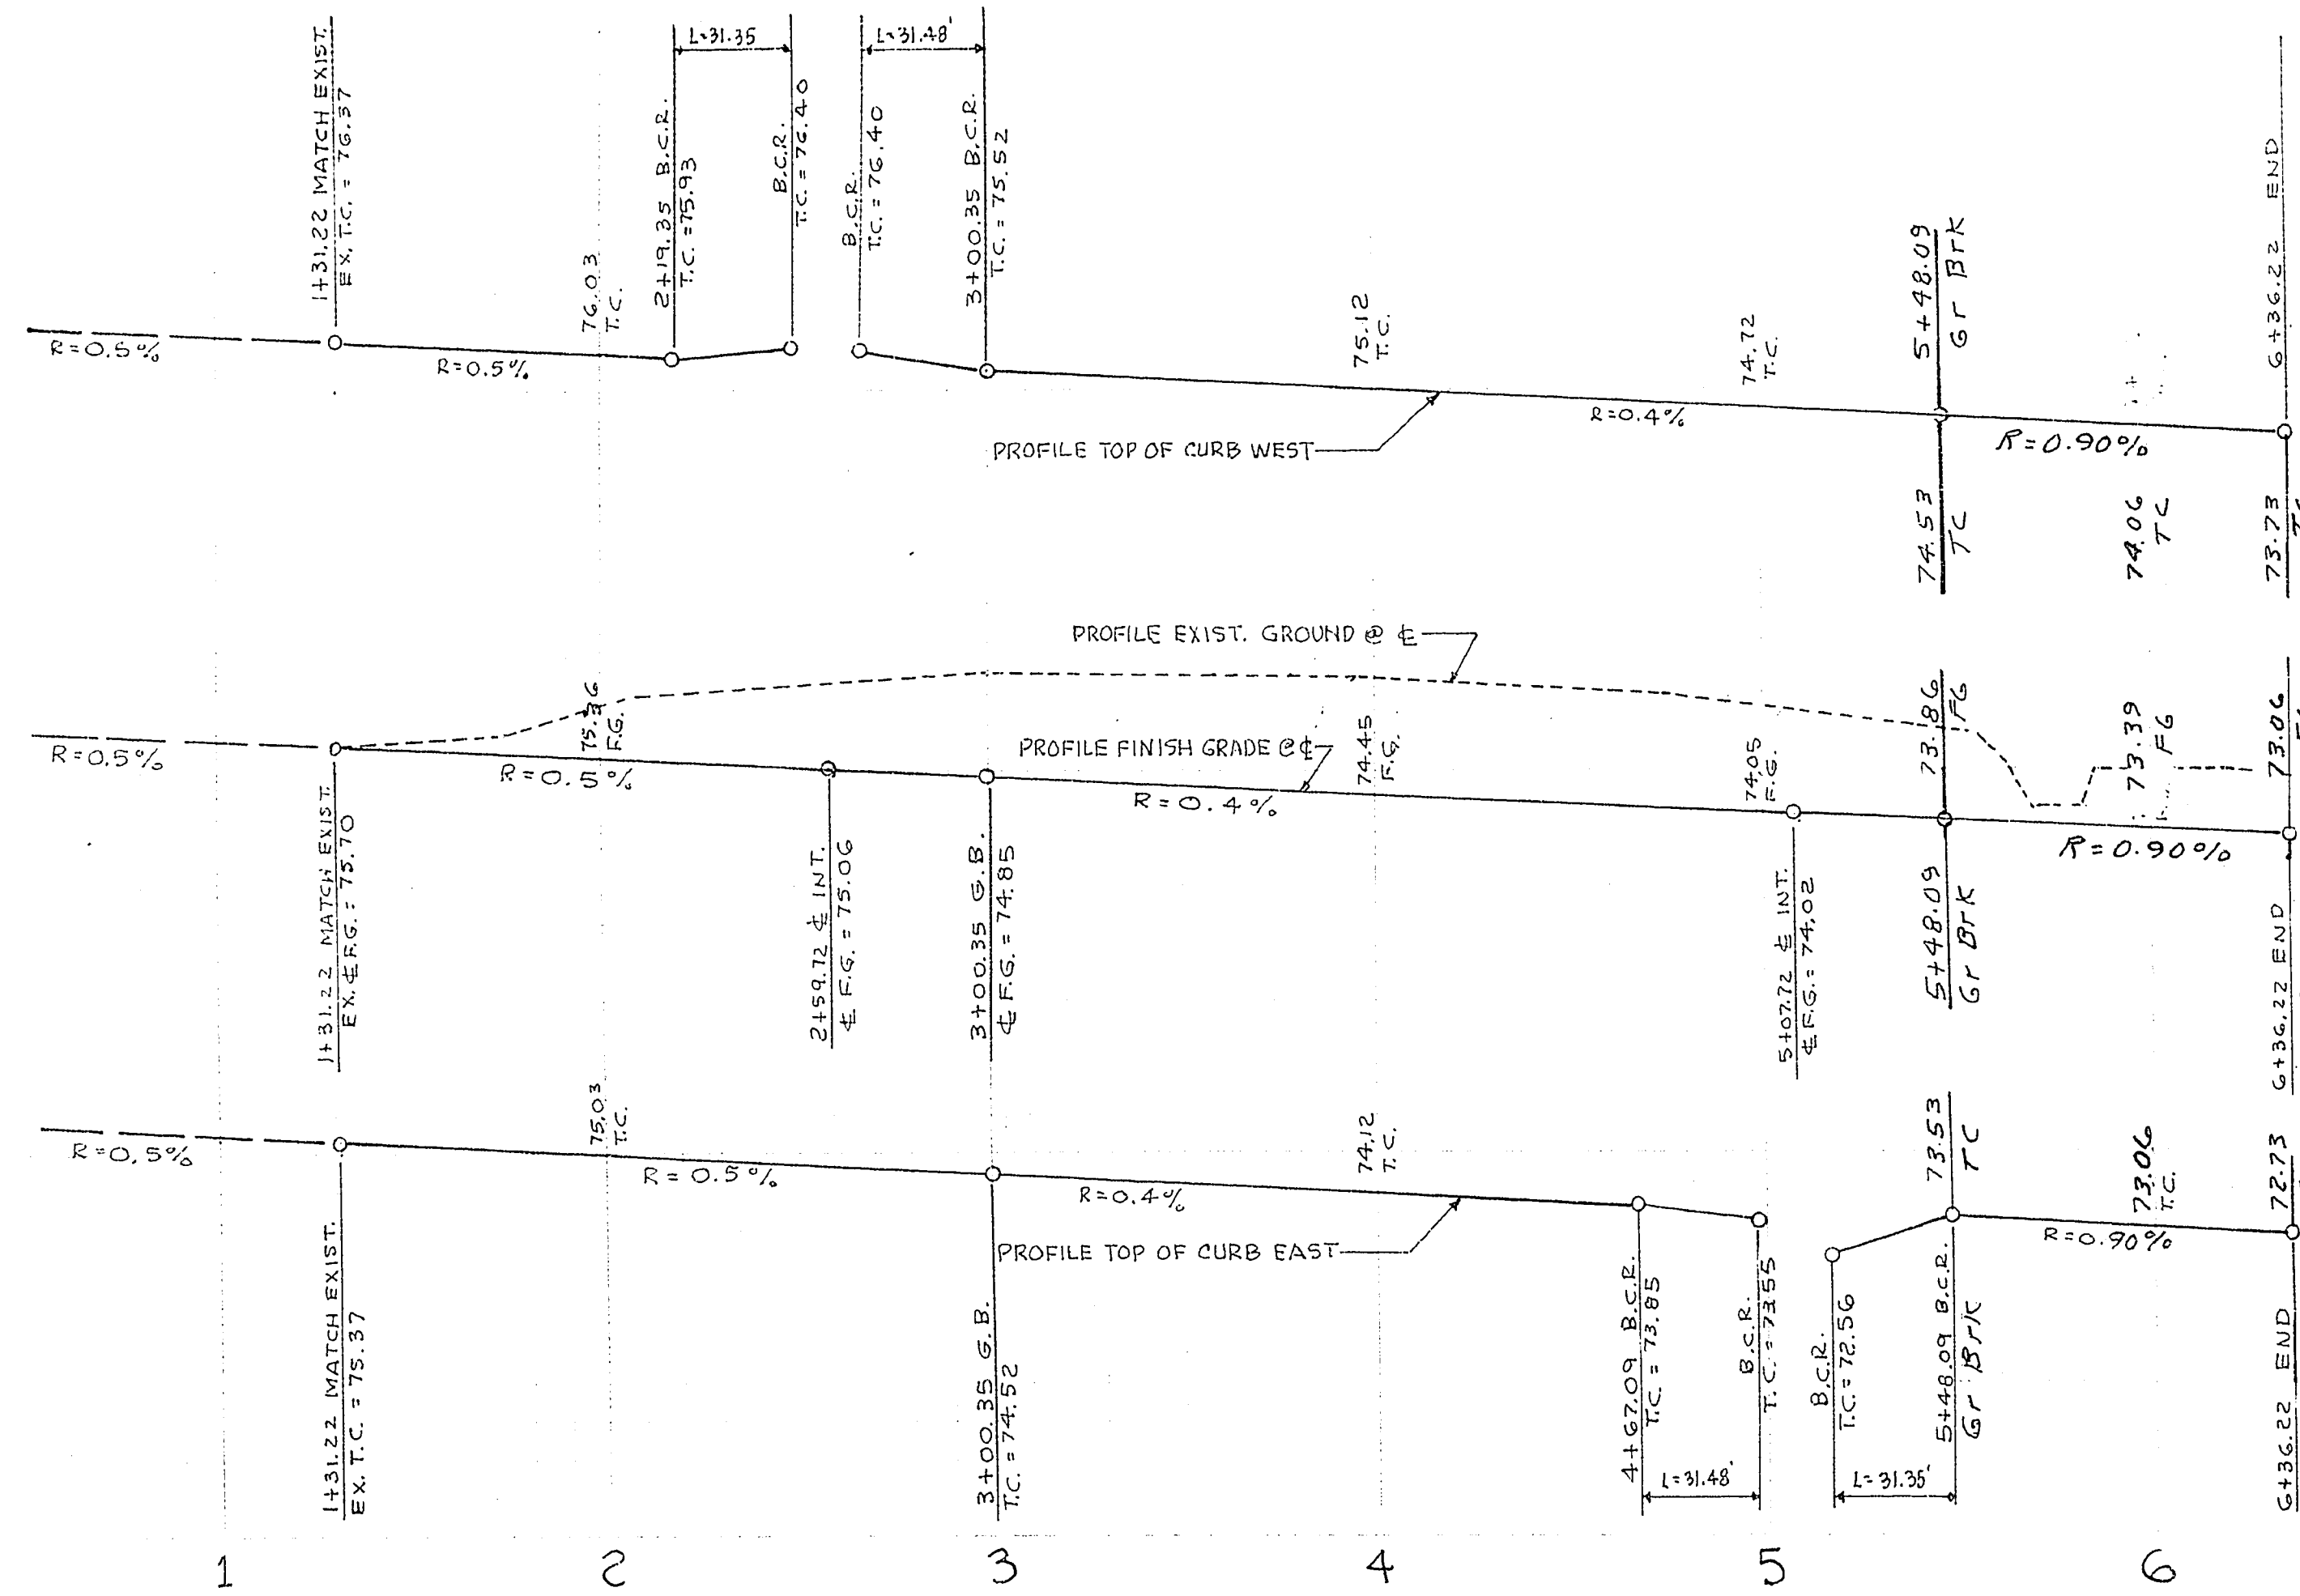 1+31.22 MATCH EXIST.
EX. T.C. = 76.37
76.03
T.C.
L=31.35
2+19.35 B.C.R.
T.C. = 75.93
B.C.R.
T.C. = 76.40
L=31.48'
B.C.R.
T.C. = 76.40
3+00.35 B.C.R.
T.C. = 75.52
75.12
T.C.
74.72
T.C.
5+48.09
Gr Brk
6+36.22 END
R=0.5%
R=0.5%
R=0.4%
R=0.90%
PROFILE TOP OF CURB WEST
74.53
TC
74.06
TC
73.73
PROFILE EXIST. GROUND @ ℄
75.36
F.G.
PROFILE FINISH GRADE @ ℄
74.45
F.G.
74.05
F.G.
73.86
FG
73.39
FG
73.06
R=0.5%
R=0.5%
R=0.4%
R=0.90%
1+31.22 MATCH EXIST.
EX. ℄ F.G. = 75.70
2+59.72 ℄ INT.
℄ F.G. = 75.06
3+00.35 G.B.
℄ F.G. = 74.85
5+07.72 ℄ INT.
℄ F.G. = 74.02
5+48.09
Gr Brk
6+36.22 END
75.03
T.C.
74.12
T.C.
73.53
TC
73.06
T.C.
72.73
R=0.5%
R=0.5%
R=0.4%
R=0.90%
PROFILE TOP OF CURB EAST
1+31.22 MATCH EXIST.
EX. T.C. = 75.37
3+00.35 G.B.
T.C. = 74.52
4+67.09 B.C.R.
T.C. = 73.85
L=31.48'
B.C.R.
T.C. = 73.55
B.C.R.
T.C. = 72.56
L=31.35'
5+48.09 B.C.R.
Gr Brk
6+36.22 END
1 2 3 4 5 6